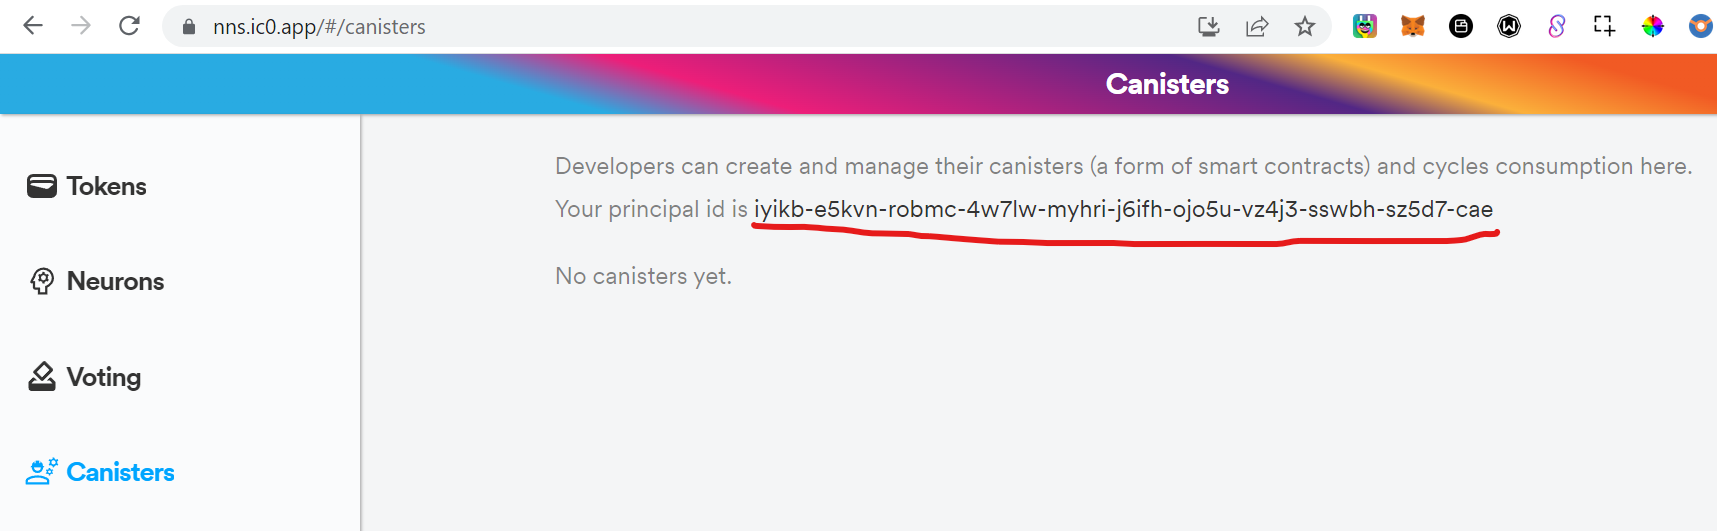 nns.ic0.app/#/canisters
Canisters
Tokens
Neurons
Voting
Canisters
Developers can create and manage their canisters (a form of smart contracts) and cycles consumption here.
Your principal id is iyikb-e5kvn-robmc-4w7lw-myhri-j6ifh-ojo5u-vz4j3-sswbh-sz5d7-cae
No canisters yet.